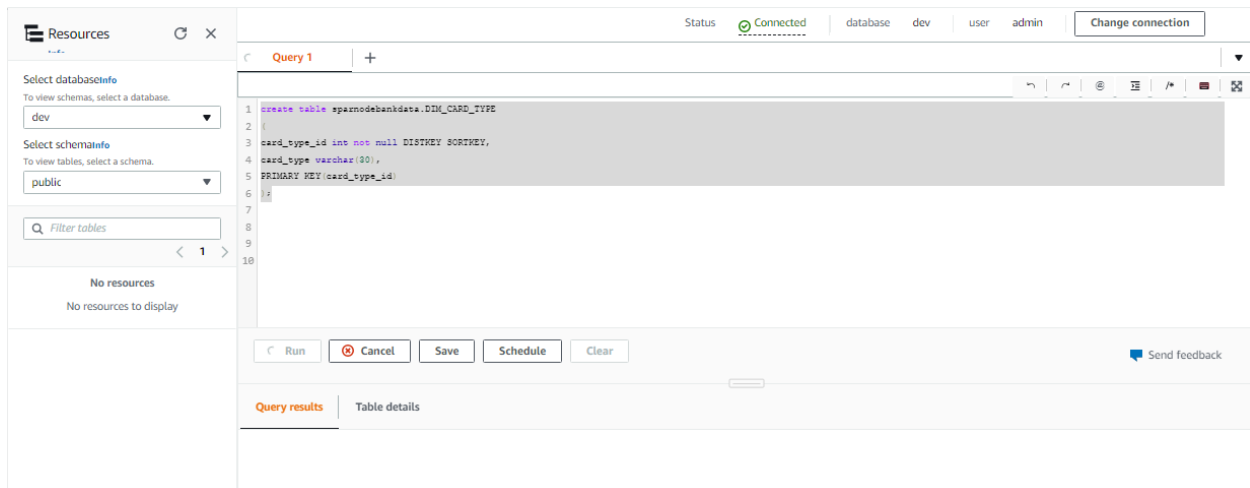 Resources
Info
Select databaseInfo
To view schemas, select a database.
dev
Select schemaInfo
To view tables, select a schema.
public
Filter tables
1
No resources
No resources to display
Status Connected database dev user admin Change connection
Query 1 +
/*
1 create table sparnodebankdata.DIM_CARD_TYPE
2 (
3 card_type_id int not null DISTKEY SORTKEY,
4 card_type varchar(30),
5 PRIMARY KEY(card_type_id)
6 );
7
8
9
10
Run Cancel Save Schedule Clear
Send feedback
Query results Table details